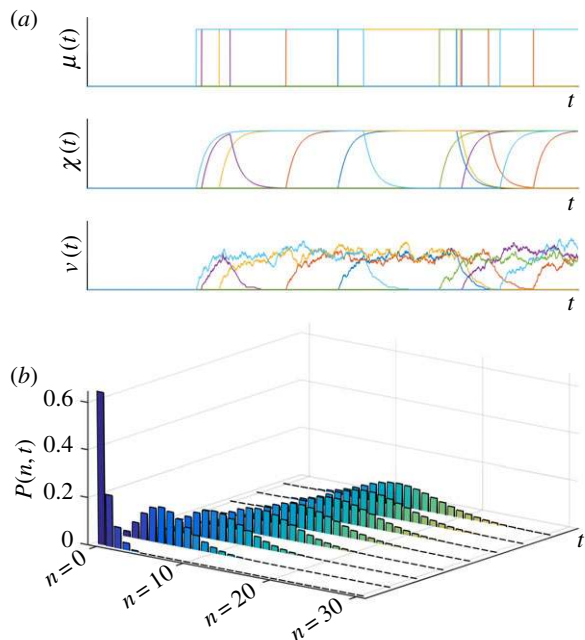 (a)
μ(t)
t
χ(t)
t
ν(t)
t
(b)
P(n, t)
0.6
0.4
0.2
0
n = 0
n = 10
n = 20
n = 30
t